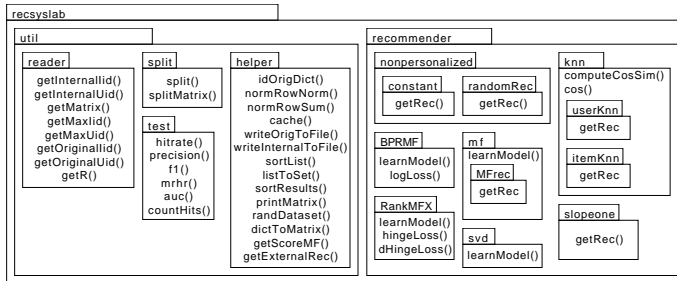 recsyslab
util
reader
getInternalIid()
getInternalUid()
getMatrix()
getMaxIid()
getMaxUid()
getOriginalIid()
getOriginalUid()
getR()
split
split()
splitMatrix()
test
hitrate()
precision()
f1()
mrhr()
auc()
countHits()
helper
idOrigDict()
normRowNorm()
normRowSum()
cache()
writeOrigToFile()
writeInternalToFile()
sortList()
listToSet()
sortResults()
printMatrix()
randDataset()
dictToMatrix()
getScoreMF()
getExternalRec()
recommender
nonpersonalized
constant
getRec()
randomRec
getRec()
BPRMF
learnModel()
logLoss()
RankMFX
learnModel()
hingeLoss()
dHingeLoss()
mf
learnModel()
MFrec
getRec
svd
learnModel()
knn
computeCosSim()
cos()
userKnn
getRec
itemKnn
getRec
slopeone
getRec()